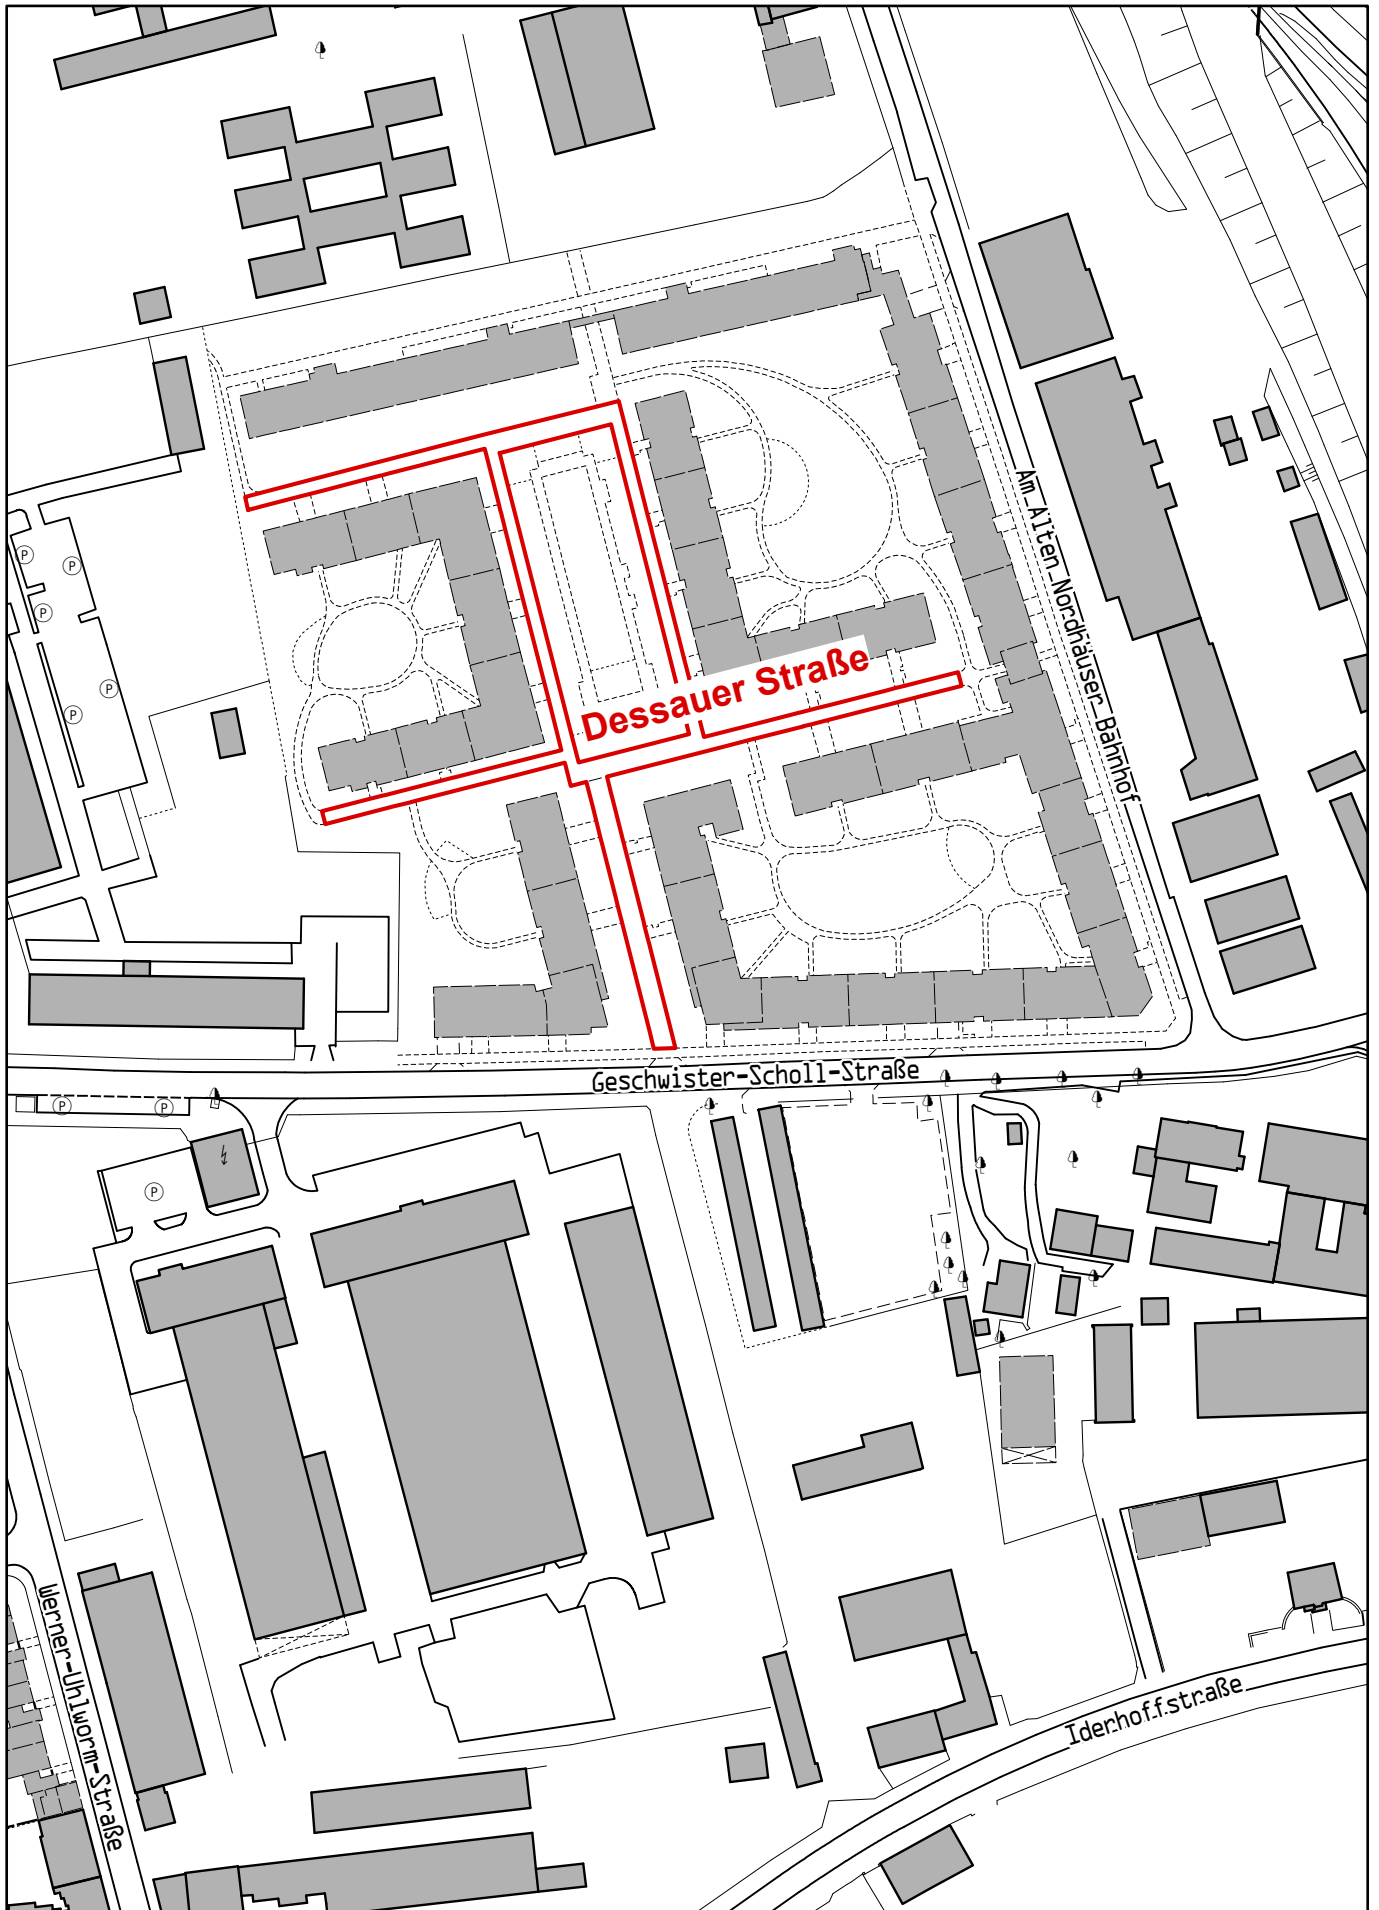 Am Alten Nordhäuser Bahnhof
P
P
P
P
P
Dessauer Straße
Geschwister-Scholl-Straße
P
P
P
Werner-Uhlworm-Straße
Iderhoffstraße